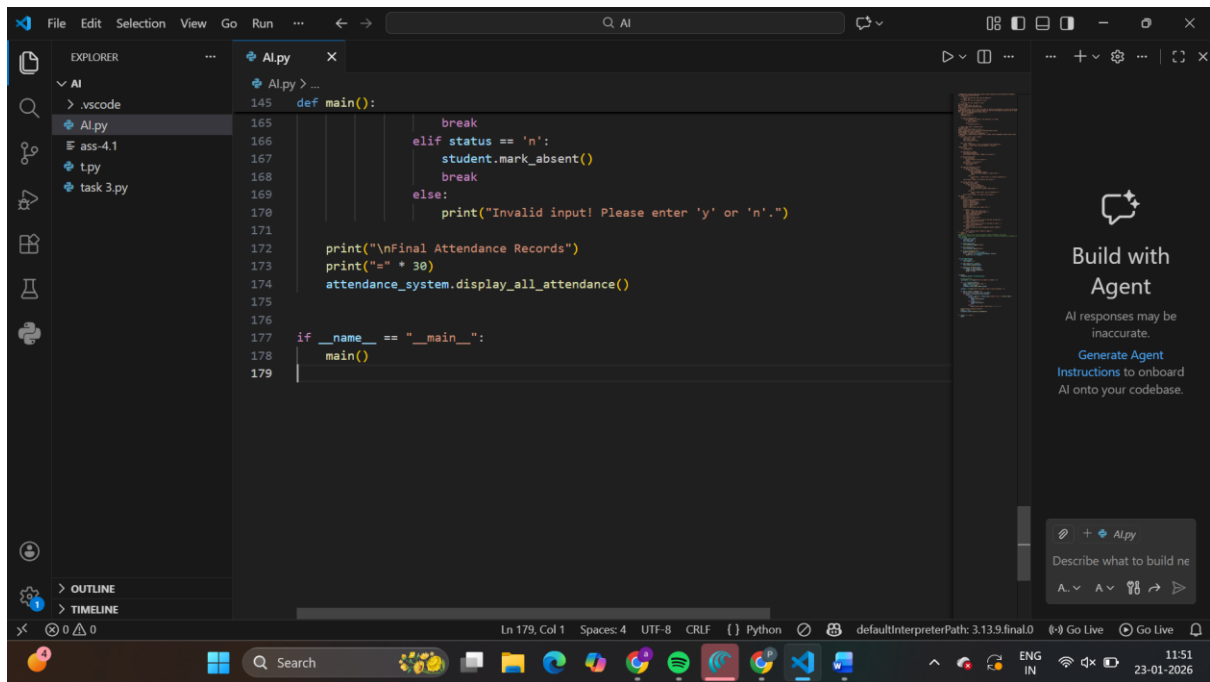 File Edit Selection View Go Run ··· AI
EXPLORER ···
AI
.vscode
AI.py
ass-4.1
t.py
task 3.py
OUTLINE
TIMELINE
AI.py
AI.py > ...
145 def main():
165 break
166 elif status == 'n':
167 student.mark_absent()
168 break
169 else:
170 print("Invalid input! Please enter 'y' or 'n'.")
171
172 print("\nFinal Attendance Records")
173 print("=" * 30)
174 attendance_system.display_all_attendance()
175
176
177 if __name__ == "__main__":
178 main()
179
Build with
Agent
AI responses may be
inaccurate.
Generate Agent
Instructions to onboard
AI onto your codebase.
AI.py
Describe what to build ne
A.. A
1
0 0 Ln 179, Col 1 Spaces: 4 UTF-8 CRLF { } Python defaultInterpreterPath: 3.13.9.final.0 Go Live Go Live
4 Search ENG 11:51
IN 23-01-2026